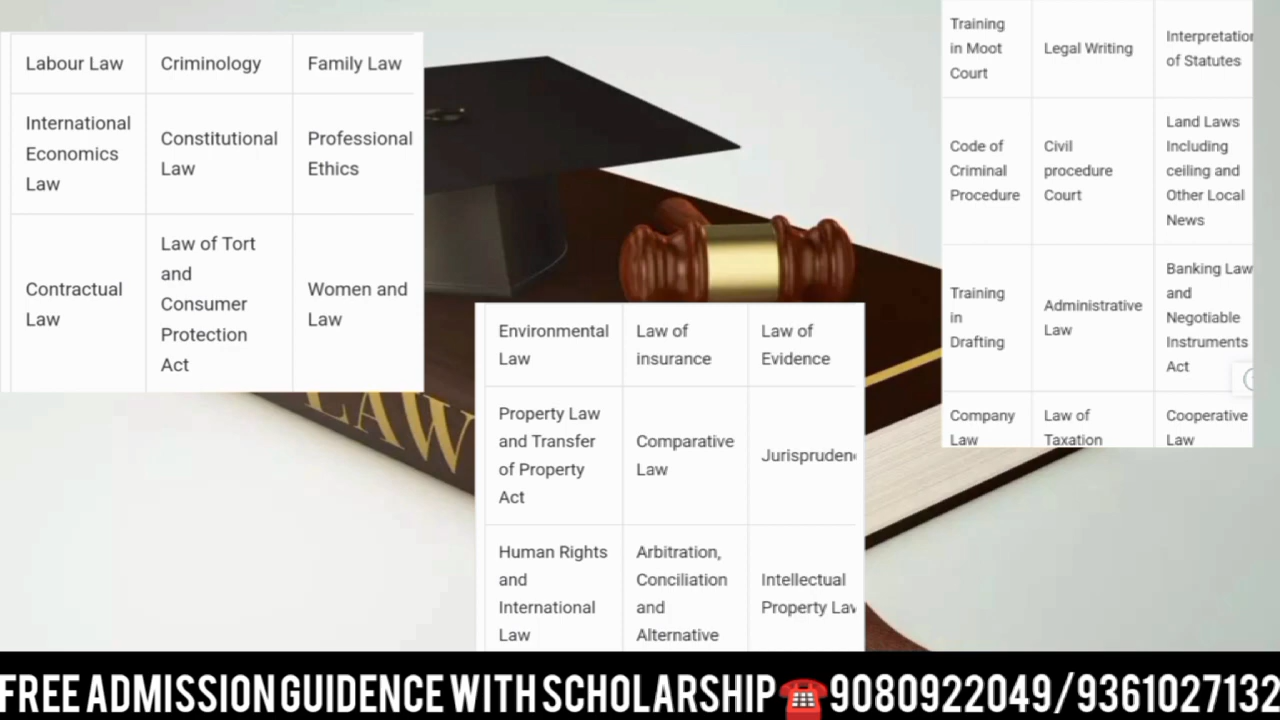 Labour Law
Criminology
Family Law
International
Economics
Law
Constitutional
Law
Professional
Ethics
Contractual
Law
Law of Tort
and
Consumer
Protection
Act
Women and
Law
Environmental
Law
Law of
insurance
Law of
Evidence
Property Law
and Transfer
of Property
Act
Comparative
Law
Jurispruden
Human Rights
and
International
Law
Arbitration,
Conciliation
and
Alternative
Intellectual
Property Law
Training
in Moot
Court
Legal Writing
Interpretation
of Statutes
Code of
Criminal
Procedure
Civil
procedure
Court
Land Laws
Including
ceiling and
Other Local
News
Training
in
Drafting
Administrative
Law
Banking Law
and
Negotiable
Instruments
Act
Company
Law
Law of
Taxation
Cooperative
Law
LAW
FREE ADMISSION GUIDENCE WITH SCHOLARSHIP ☎9080922049/9361027132